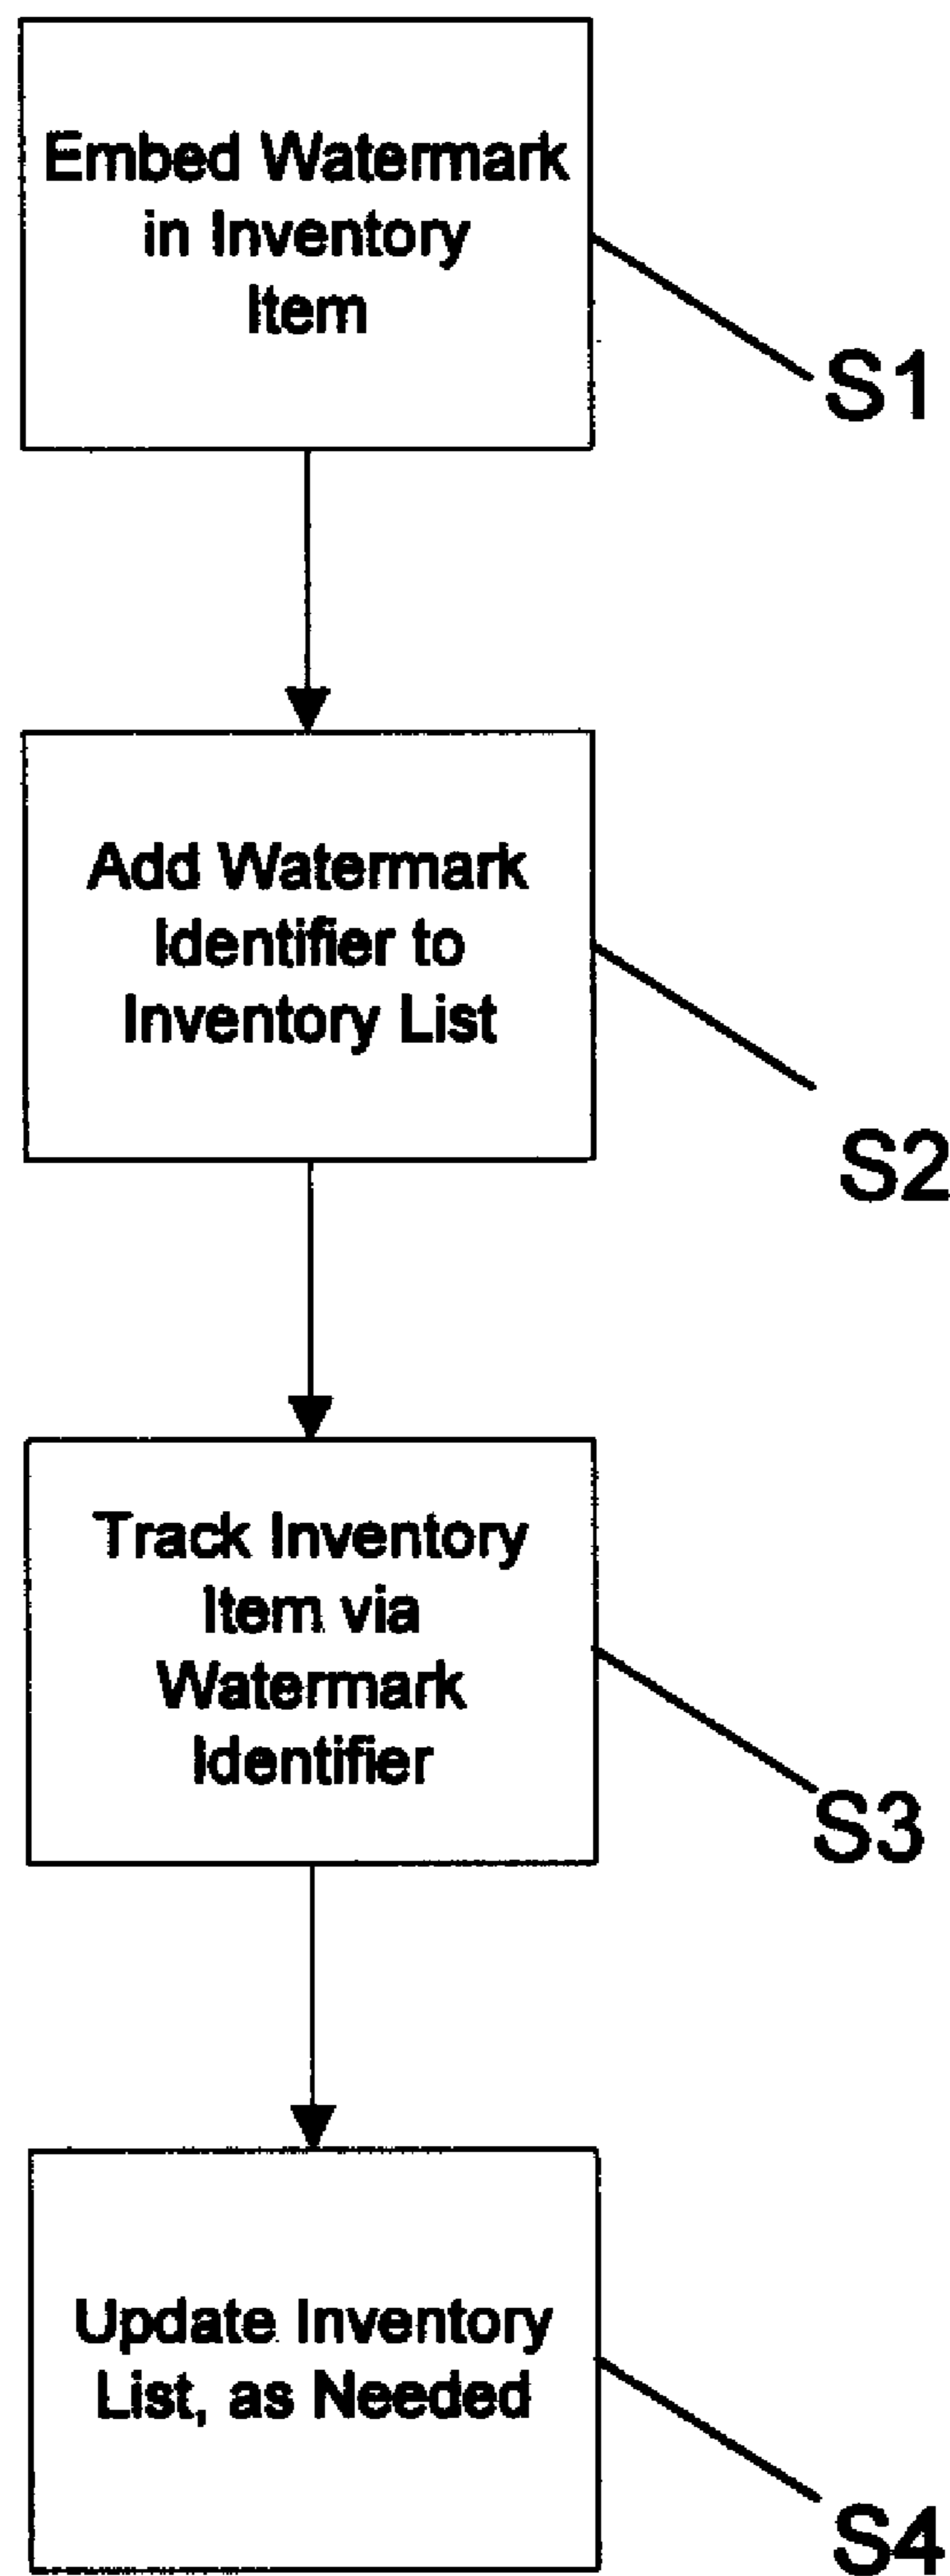 Embed Watermark
in Inventory
Item
S1
Add Watermark
Identifier to
Inventory List
S2
Track Inventory
Item via
Watermark
Identifier
S3
Update Inventory
List, as Needed
S4